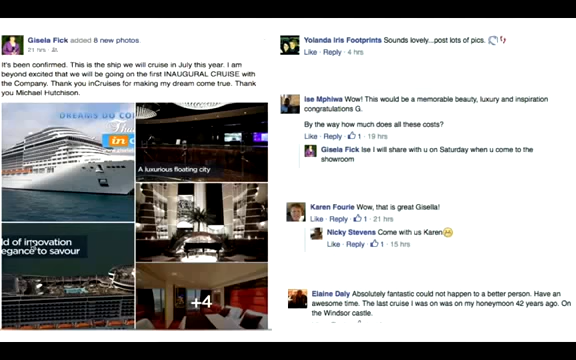 Gisela Fick added 8 new photos.
21 hrs ·
It's been confirmed. This is the ship we will cruise in July this year. I am
beyond excited that we will be going on the first INAUGURAL CRUISE with
the Company. Thank you inCruises for making my dream come true. Thank
you Michael Hutchison.
DREAMS DO CO
in
A luxurious floating city
ld of innovation
egance to savour
+4
Yolanda Iris Footprints Sounds lovely...post lots of pics.
Like · Reply · 4 hrs
Ise Mphiwa Wow! This would be a memorable beauty, luxury and inspiration
congratulations G.
By the way how much does all these costs?
Like · Reply · 1 · 19 hrs
Gisela Fick Ise I will share with u on Saturday when u come to the
showroom
Karen Fourie Wow, that is great Gisella!
Like · Reply · 1 · 21 hrs
Nicky Stevens Come with us Karen
Like · Reply · 1 · 15 hrs
Elaine Daly Absolutely fantastic could not happen to a better person. Have an
awesome time. The last cruise I was on was on my honeymoon 42 years ago. On
the Windsor castle.